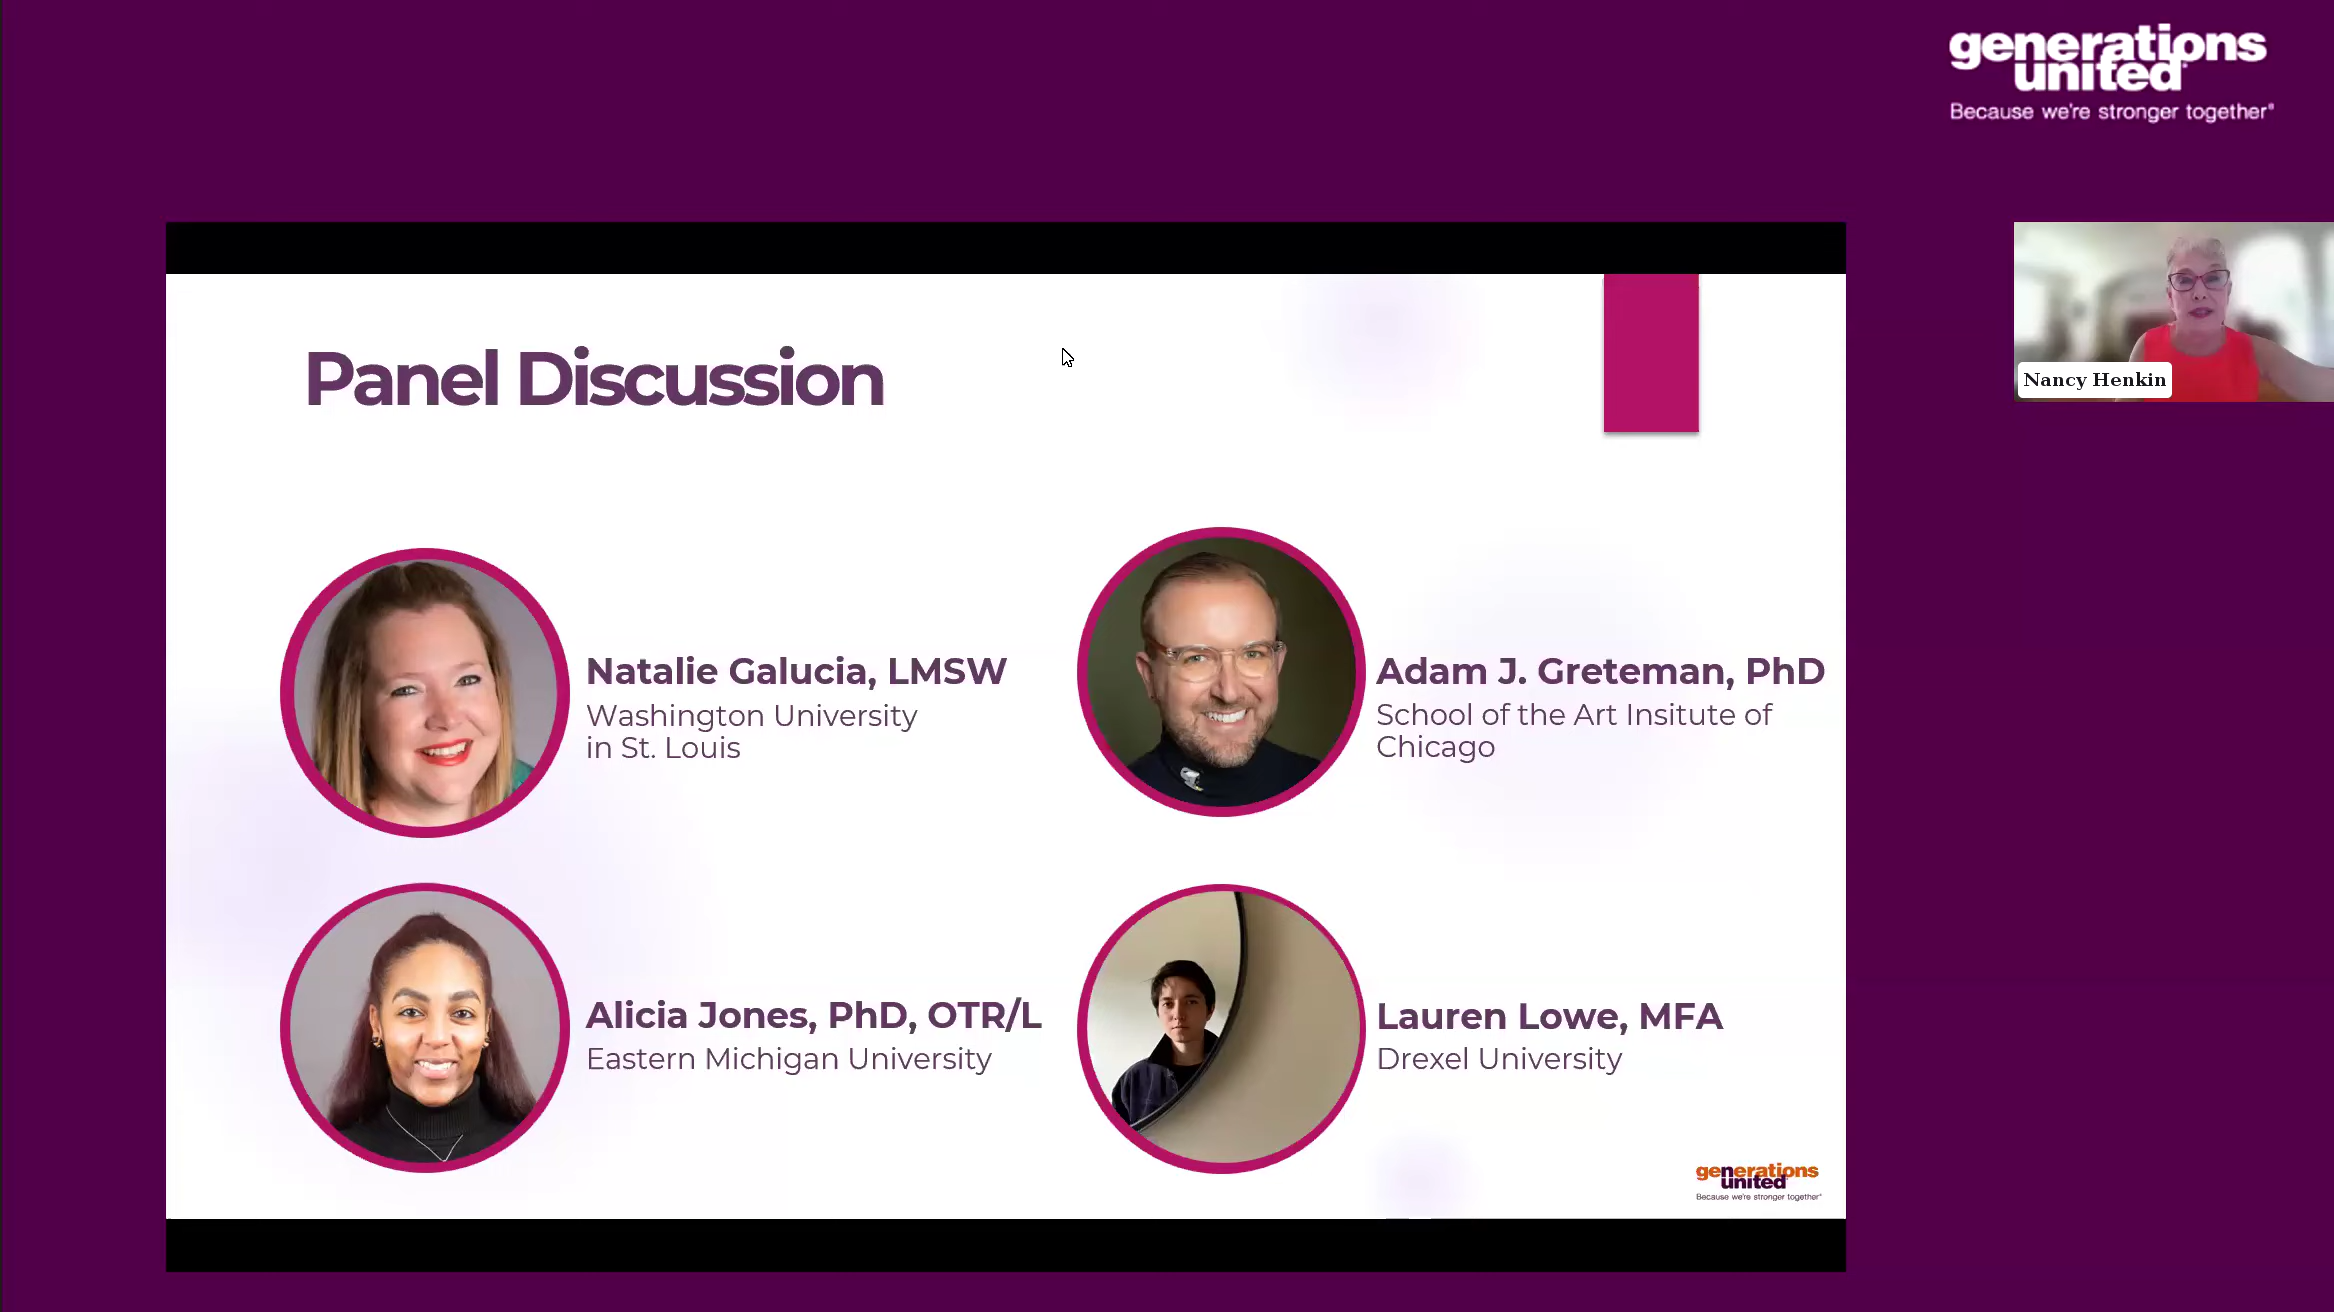 generations
united
Because we're stronger together®
Panel Discussion
Nancy Henkin
Natalie Galucia, LMSW
Washington University
in St. Louis
Adam J. Greteman, PhD
School of the Art Insitute of
Chicago
Alicia Jones, PhD, OTR/L
Eastern Michigan University
Lauren Lowe, MFA
Drexel University
generations
united
Because we're stronger together®